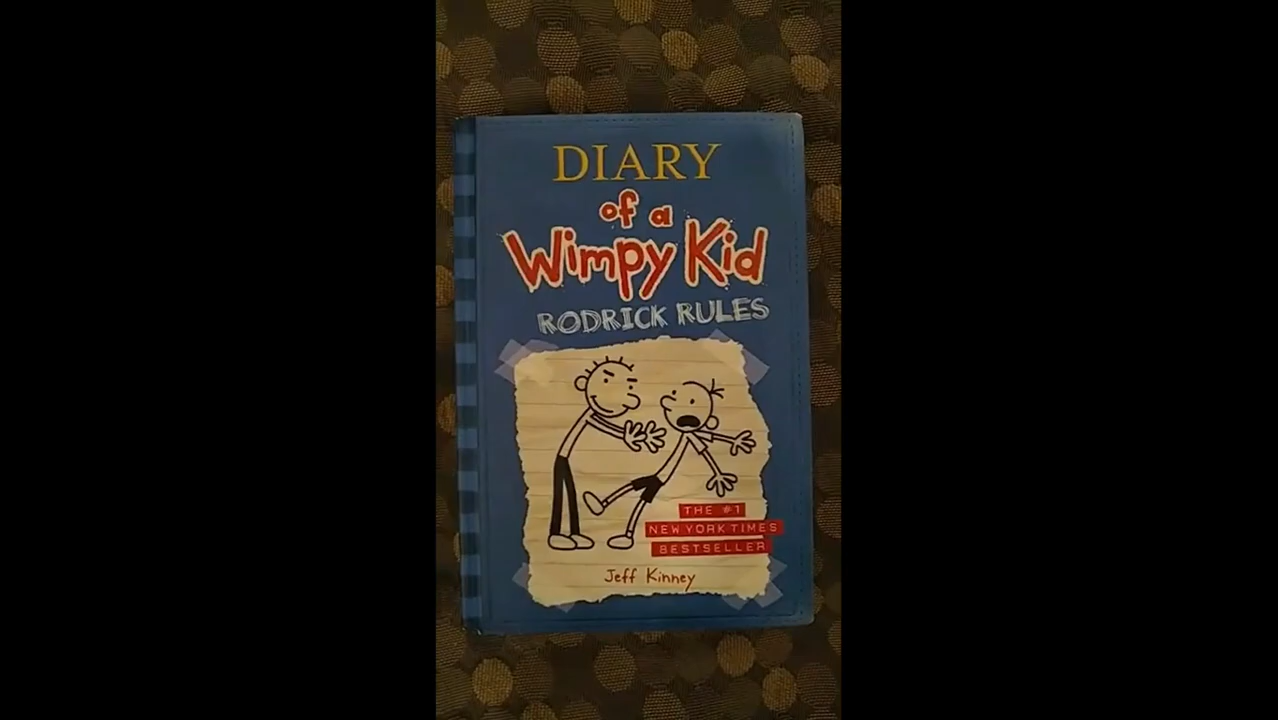 DIARY
of a
Wimpy Kid
RODRICK RULES
THE #1
NEW YORK TIMES
BESTSELLER
Jeff Kinney